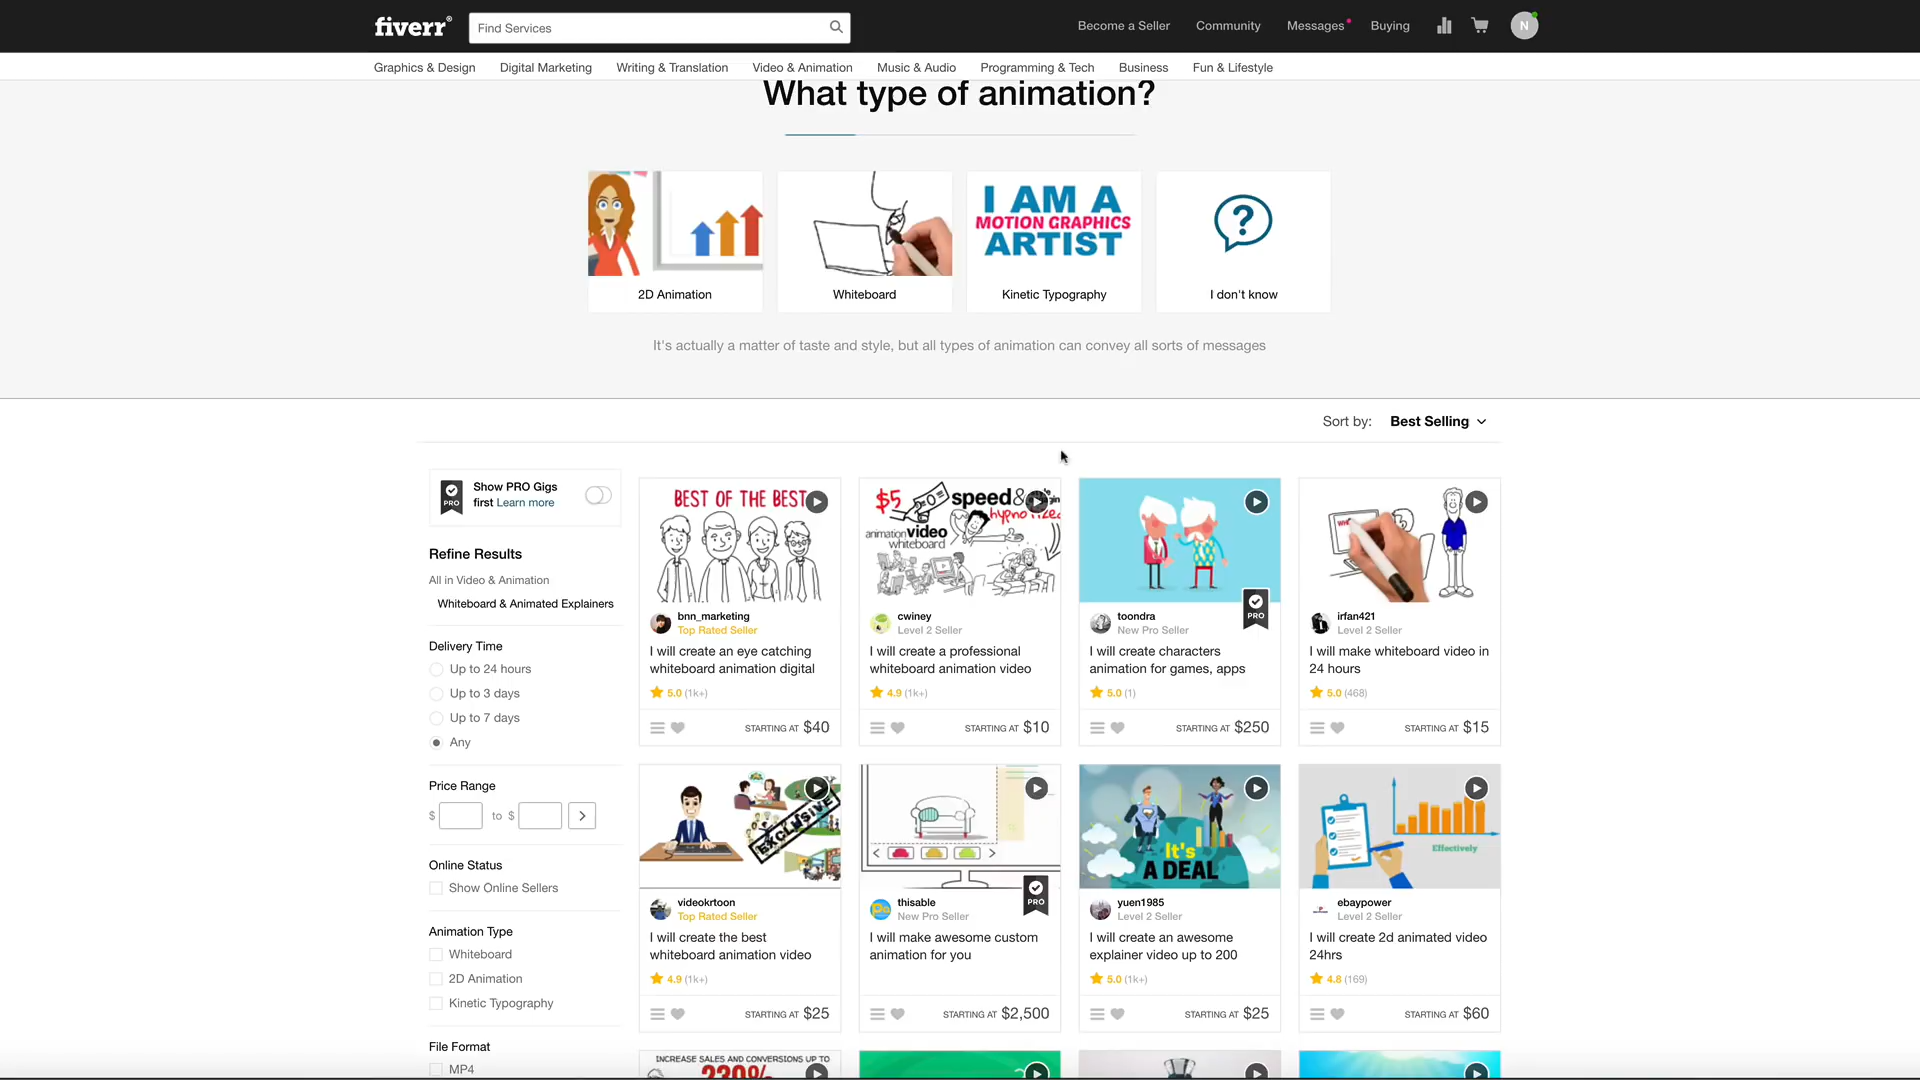 fiverr®
Find Services
Become a Seller
Community
Messages
Buying
N
Graphics & Design
Digital Marketing
Writing & Translation
Video & Animation
Music & Audio
Programming & Tech
Business
Fun & Lifestyle
What type of animation?
I AM A
MOTION GRAPHICS
ARTIST
2D Animation
Whiteboard
Kinetic Typography
I don't know
It's actually a matter of taste and style, but all types of animation can convey all sorts of messages
Sort by: Best Selling
PRO
Show PRO Gigs
first Learn more
Refine Results
All in Video & Animation
Whiteboard & Animated Explainers
Delivery Time
Up to 24 hours
Up to 3 days
Up to 7 days
Any
Price Range
$ to $
Online Status
Show Online Sellers
Animation Type
Whiteboard
2D Animation
Kinetic Typography
File Format
MP4
BEST OF THE BEST
bnn_marketing
Top Rated Seller
I will create an eye catching
whiteboard animation digital
5.0 (1k+)
STARTING AT $40
$5
speed&
hypnotized
animation
video
whiteboard
cwiney
Level 2 Seller
I will create a professional
whiteboard animation video
4.9 (1k+)
STARTING AT $10
PRO
toondra
New Pro Seller
I will create characters
animation for games, apps
5.0 (1)
STARTING AT $250
irfan421
Level 2 Seller
I will make whiteboard video in
24 hours
5.0 (468)
STARTING AT $15
EXCLUSIVE
videokrtoon
Top Rated Seller
I will create the best
whiteboard animation video
4.9 (1k+)
STARTING AT $25
PRO
thisable
New Pro Seller
I will make awesome custom
animation for you
STARTING AT $2,500
It's
A DEAL
yuen1985
Level 2 Seller
I will create an awesome
explainer video up to 200
5.0 (1k+)
STARTING AT $25
Effectively
ebaypower
Level 2 Seller
I will create 2d animated video
24hrs
4.8 (169)
STARTING AT $60
INCREASE SALES AND CONVERSIONS UP TO
230%